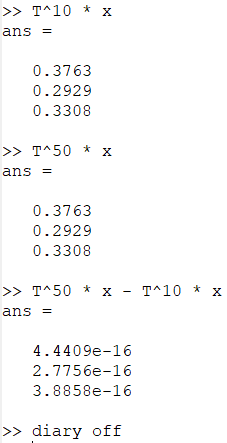 >> T^10 * x
ans =
0.3763
0.2929
0.3308
>> T^50 * x
ans =
0.3763
0.2929
0.3308
>> T^50 * x - T^10 * x
ans =
4.4409e-16
2.7756e-16
3.8858e-16
>> diary off